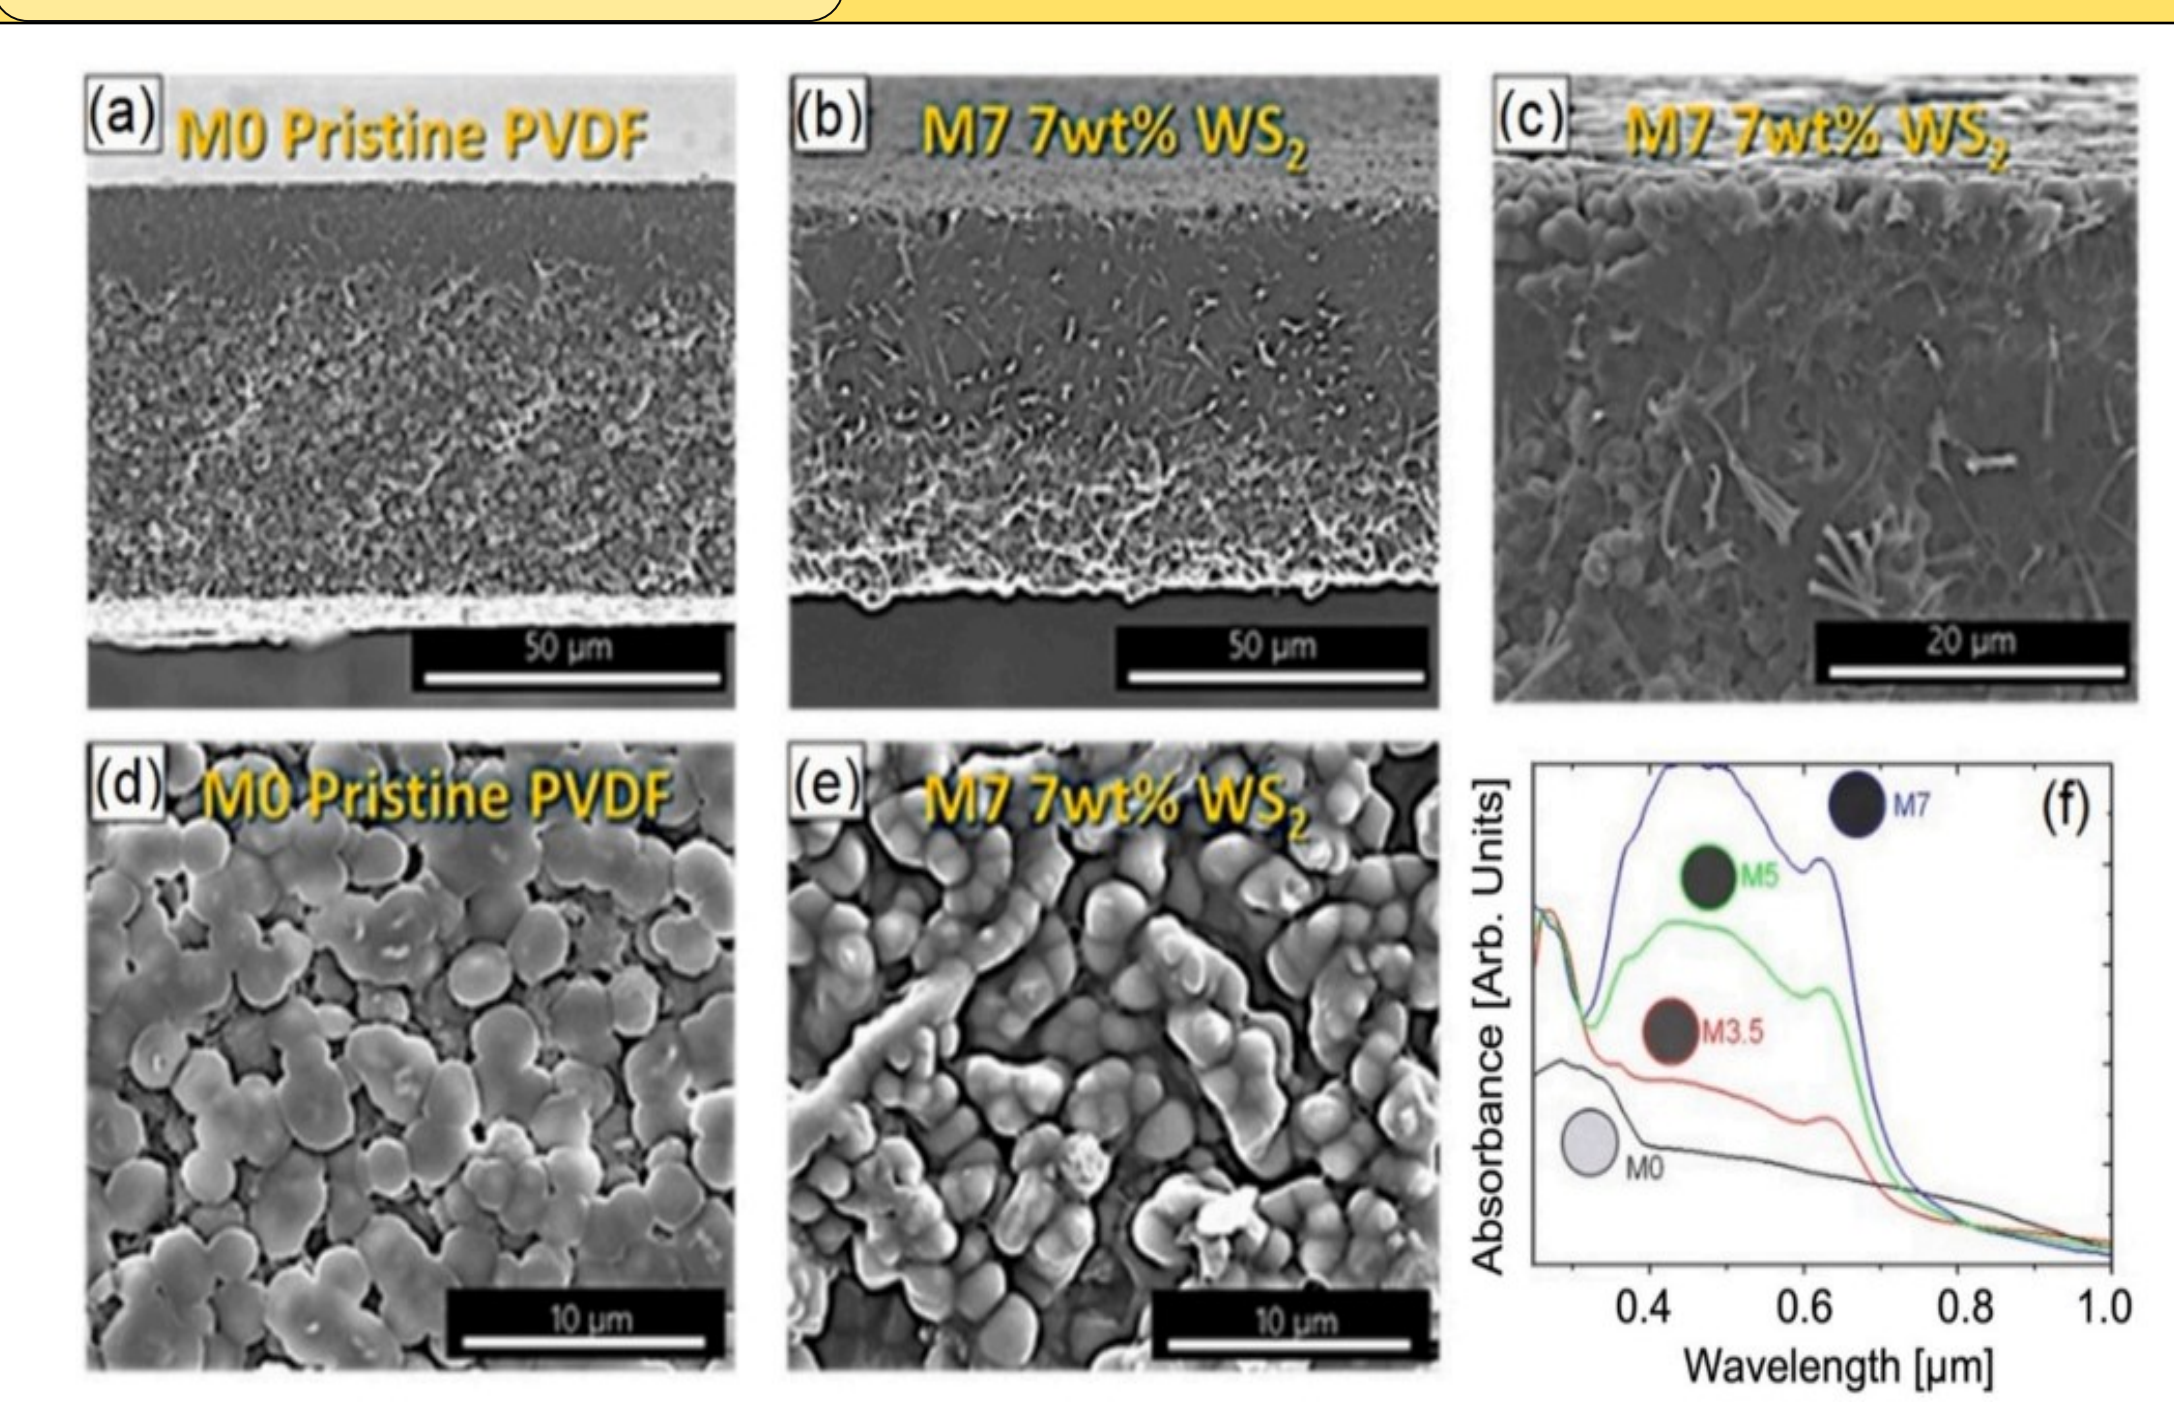 (a) M0 Pristine PVDF
50 µm
(b) M7 7wt% WS₂
50 µm
(c) M7 7wt% WS₂
20 µm
(d) M0 Pristine PVDF
10 µm
(e) M7 7wt% WS₂
10 µm
(f)
M7
M5
M3.5
M0
Absorbance [Arb. Units]
0.4 0.6 0.8 1.0
Wavelength [µm]